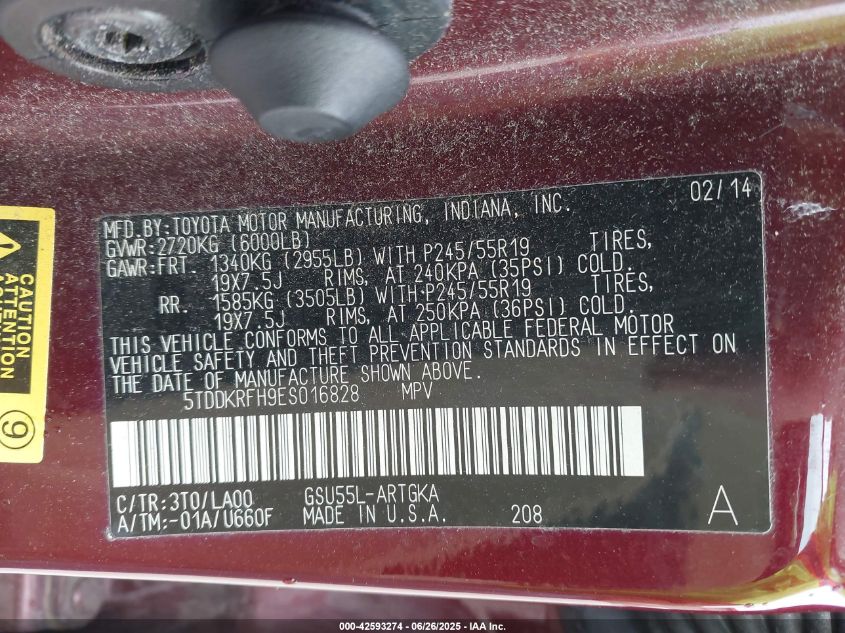 02/14
MFD.BY:TOYOTA MOTOR MANUFACTURING, INDIANA, INC.
GVWR:2720KG (6000LB)
GAWR:FRT. 1340KG (2955LB) WITH P245/55R19 TIRES,
19X7.5J RIMS, AT 240KPA (35PSI) COLD.
RR. 1585KG (3505LB) WITH P245/55R19 TIRES,
19X7.5J RIMS, AT 250KPA (36PSI) COLD.
THIS VEHICLE CONFORMS TO ALL APPLICABLE FEDERAL MOTOR
VEHICLE SAFETY AND THEFT PREVENTION STANDARDS IN EFFECT ON
THE DATE OF MANUFACTURE SHOWN ABOVE.
5TDDKRFH9ES016828 MPV
C/TR:3T0/LA00 GSU55L-ARTGKA
A/TM:-01A/U660F MADE IN U.S.A. 208 A
CAUTION
ATTENTION
9
000-42593274 | 06/26/2025 | IAA Inc.